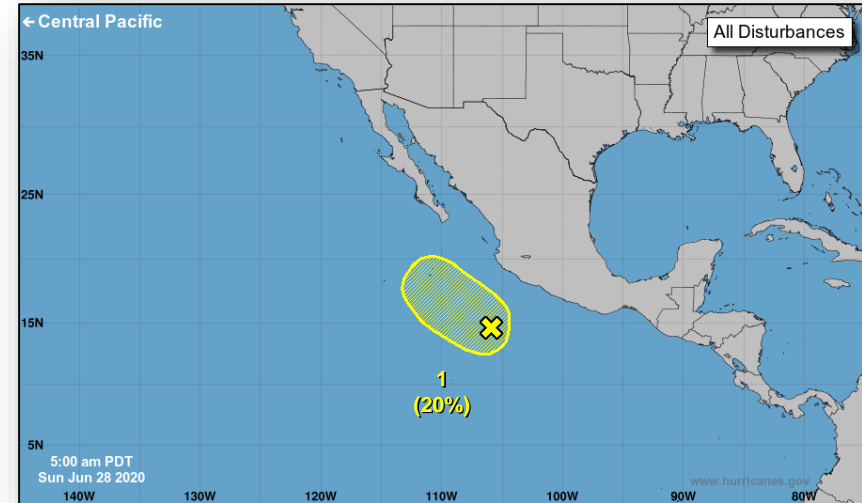 ← Central Pacific
All Disturbances
35N
25N
15N
1
(20%)
5N
5:00 am PDT
Sun Jun 28 2020
www.hurricanes.gov
140W 130W 120W 110W 100W 90W 80W